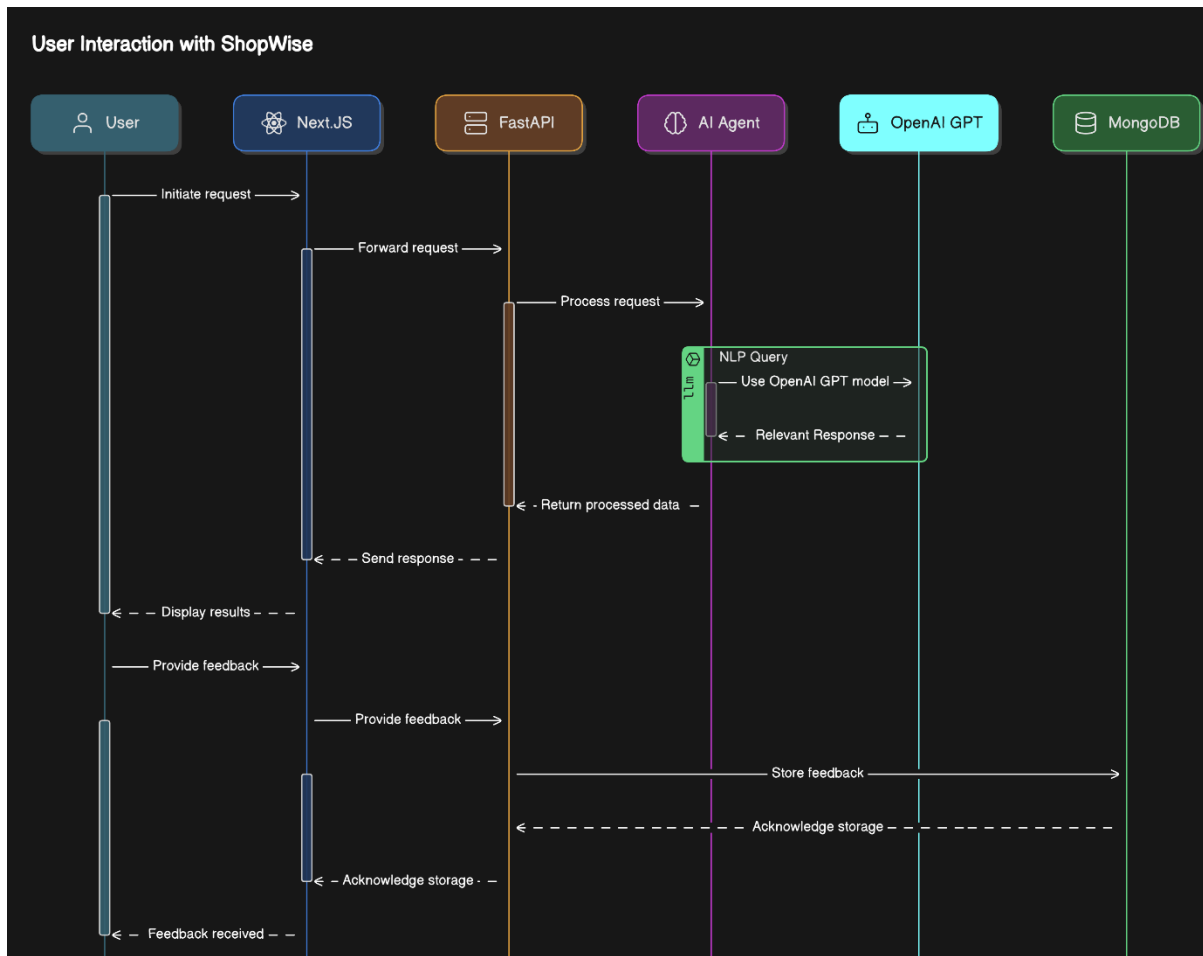 User Interaction with ShopWise
User
Next.JS
FastAPI
AI Agent
OpenAI GPT
MongoDB
Initiate request
Forward request
Process request
llm
NLP Query
Use OpenAI GPT model
Relevant Response
Return processed data
Send response
Display results
Provide feedback
Provide feedback
Store feedback
Acknowledge storage
Acknowledge storage
Feedback received